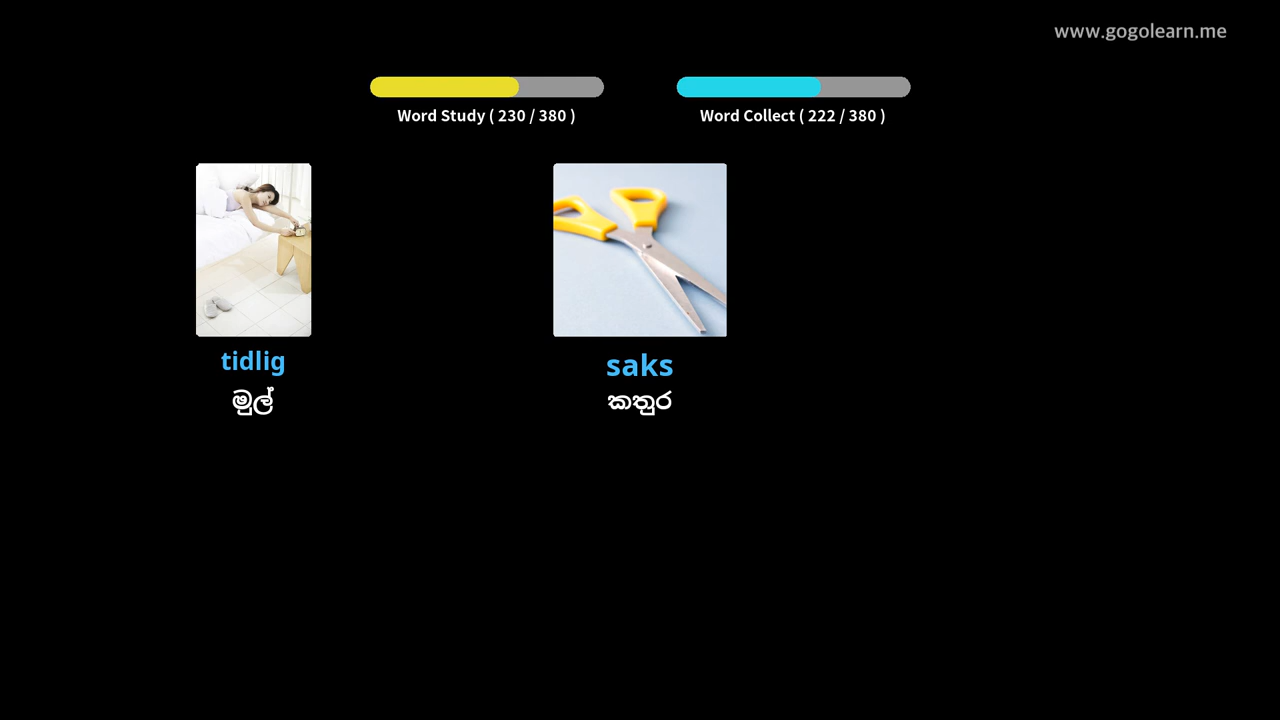 www.gogolearn.me
Word Study ( 230 / 380 )
Word Collect ( 222 / 380 )
tidlig
මුල්
saks
කතුර